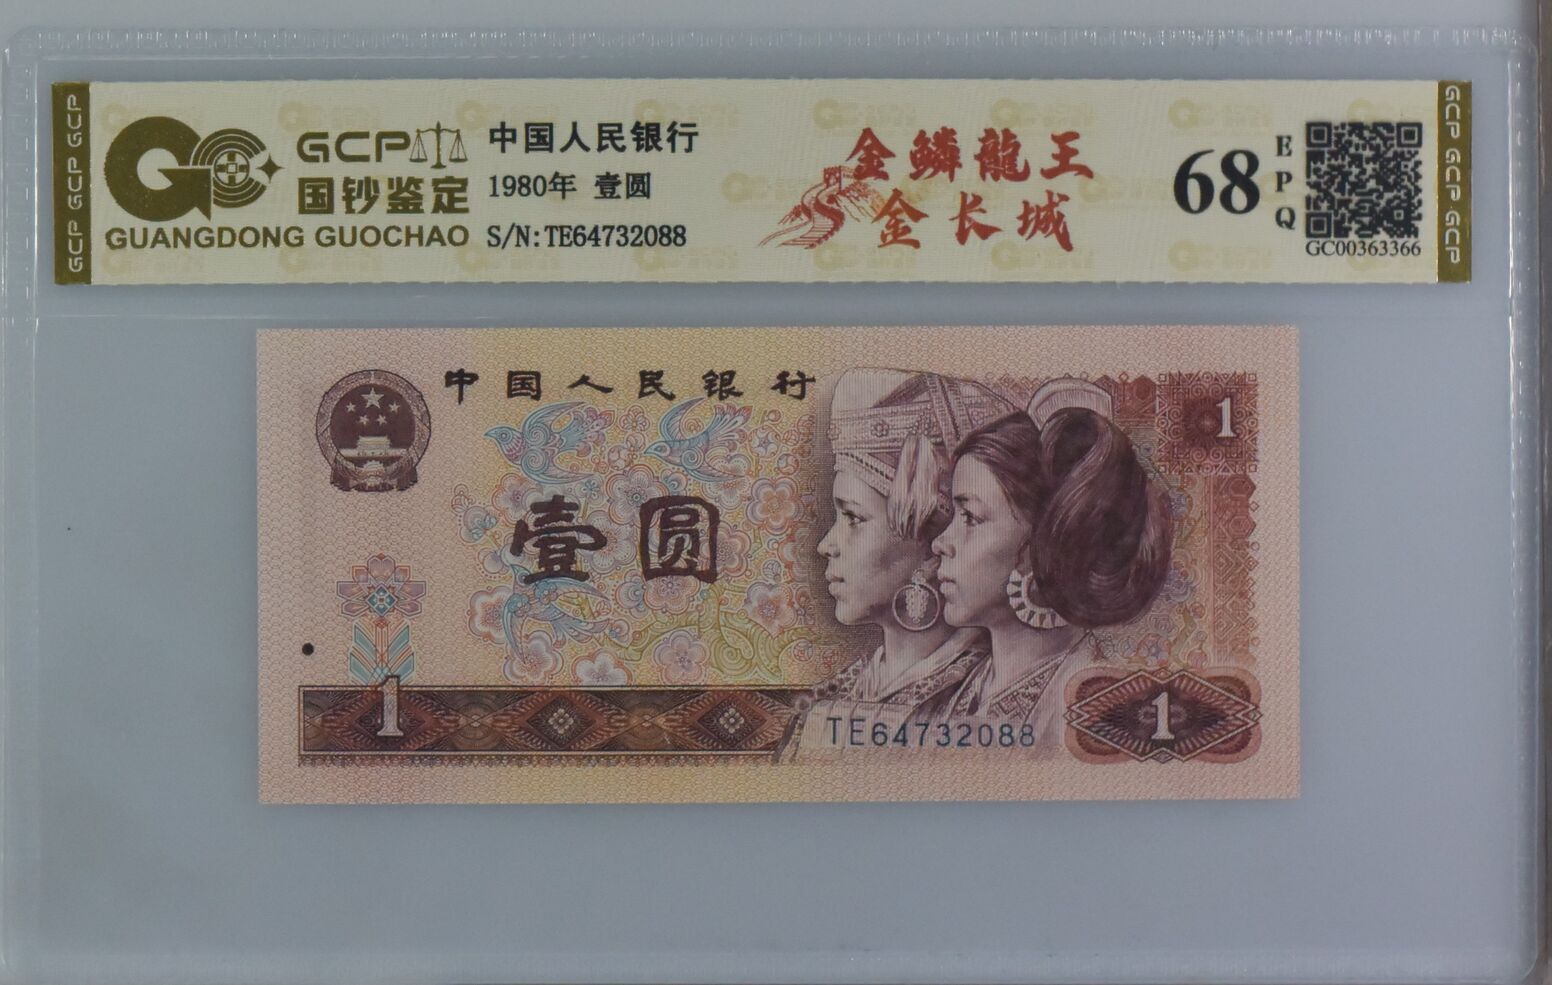 GCP
国钞鉴定
GUANGDONG GUOCHAO
中国人民银行
1980年 壹圆
S/N:TE64732088
金鳞龍王
金长城
68
EPQ
GC00363366
GCP GCP GCP
GCP GCP GCP
中国人民银行
1
壹圆
1
TE64732088
1